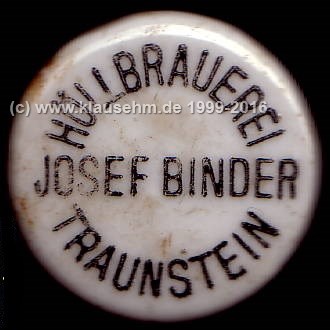 HÖLLBRAUEREI
(c) www.klausehm.de 1999-2016
JOSEF BINDER
TRAUNSTEIN